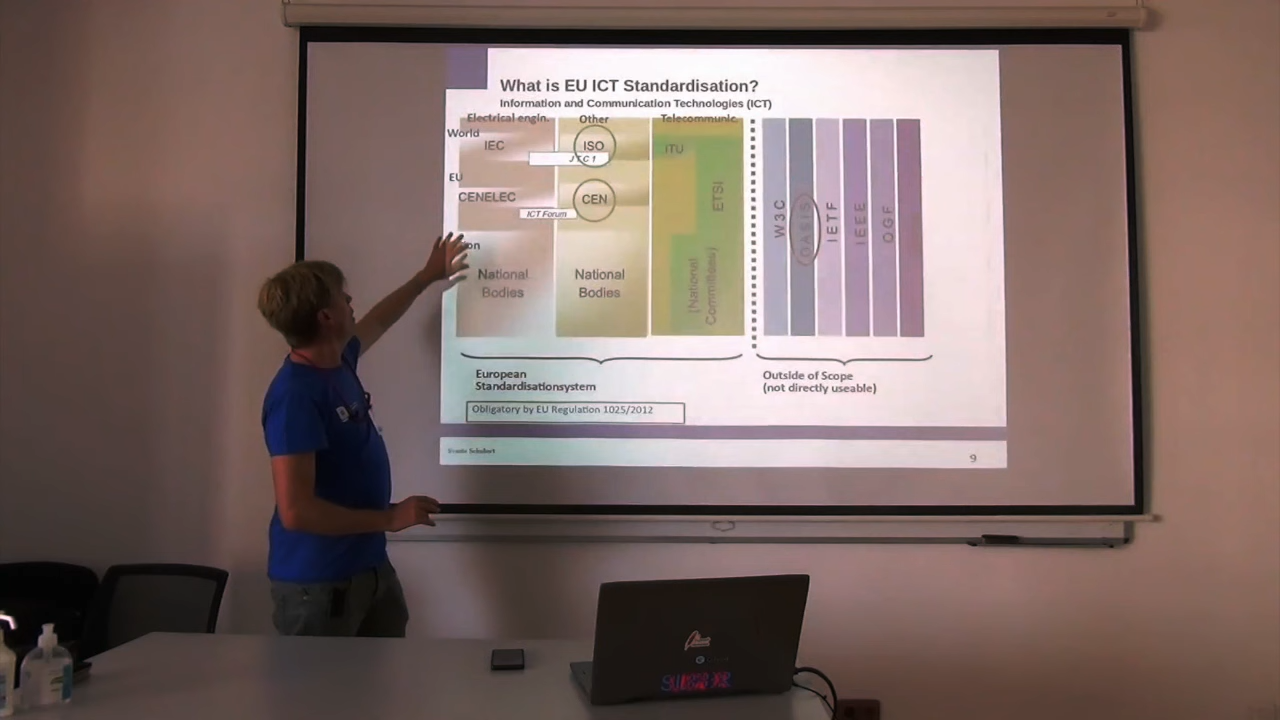 What is EU ICT Standardisation?
Information and Communication Technologies (ICT)
Electrical engin.
Other
Telecommunic.
World
IEC
ISO
ITU
JTC1
EU
CENELEC
CEN
ETSI
ICT Forum
National
Bodies
National
Bodies
(National
Committees)
W3C
OASIS
IETF
IEEE
OGF
European
Standardisationsystem
Outside of Scope
(not directly useable)
Obligatory by EU Regulation 1025/2012
9